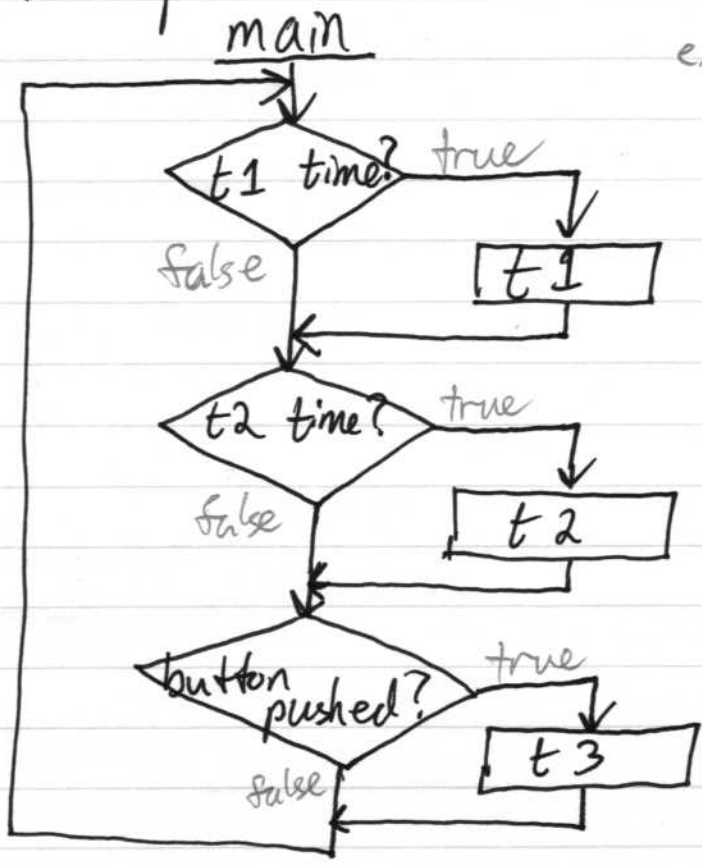 main
t1 time?
true
false
t1
t2 time?
true
false
t2
button
pushed?
true
t3
false